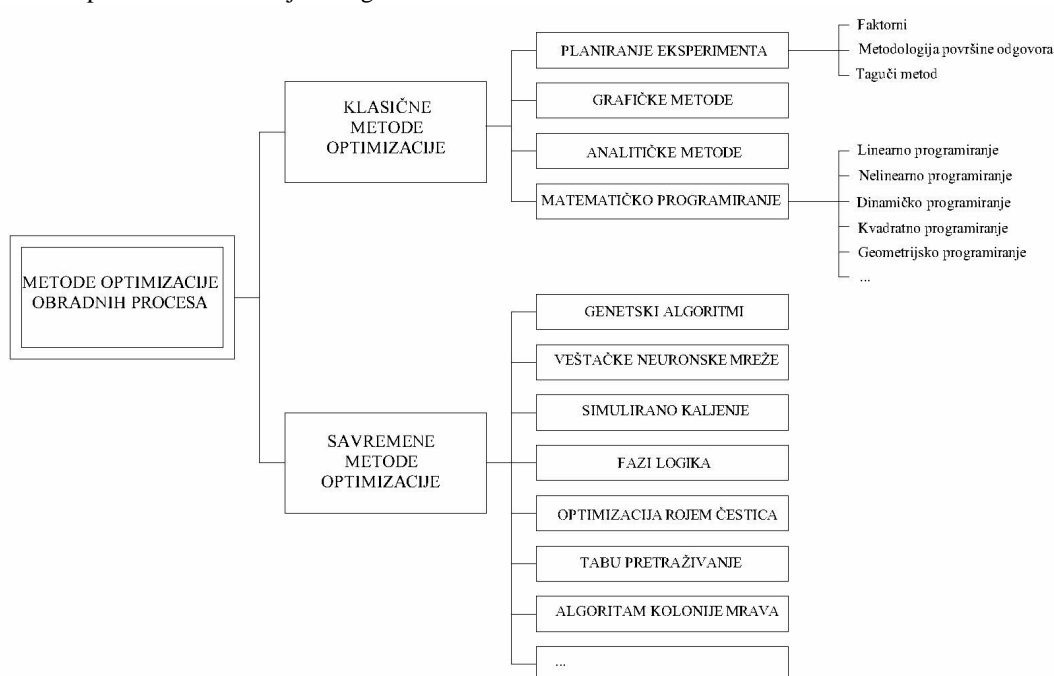 METODE OPTIMIZACIJE
OBRADNIH PROCESA
KLASIČNE
METODE
OPTIMIZACIJE
PLANIRANJE EKSPERIMENTA
Faktorni
Metodologija površine odgovora
Taguči metod
GRAFIČKE METODE
ANALITIČKE METODE
MATEMATIČKO PROGRAMIRANJE
Linearno programiranje
Nelinearno programiranje
Dinamičko programiranje
Kvadratno programiranje
Geometrijsko programiranje
...
SAVREMENE
METODE
OPTIMIZACIJE
GENETSKI ALGORITMI
VEŠTAČKE NEURONSKE MREŽE
SIMULIRANO KALJENJE
FAZI LOGIKA
OPTIMIZACIJA ROJEM ČESTICA
TABU PRETRAŽIVANJE
ALGORITAM KOLONIJE MRAVA
...